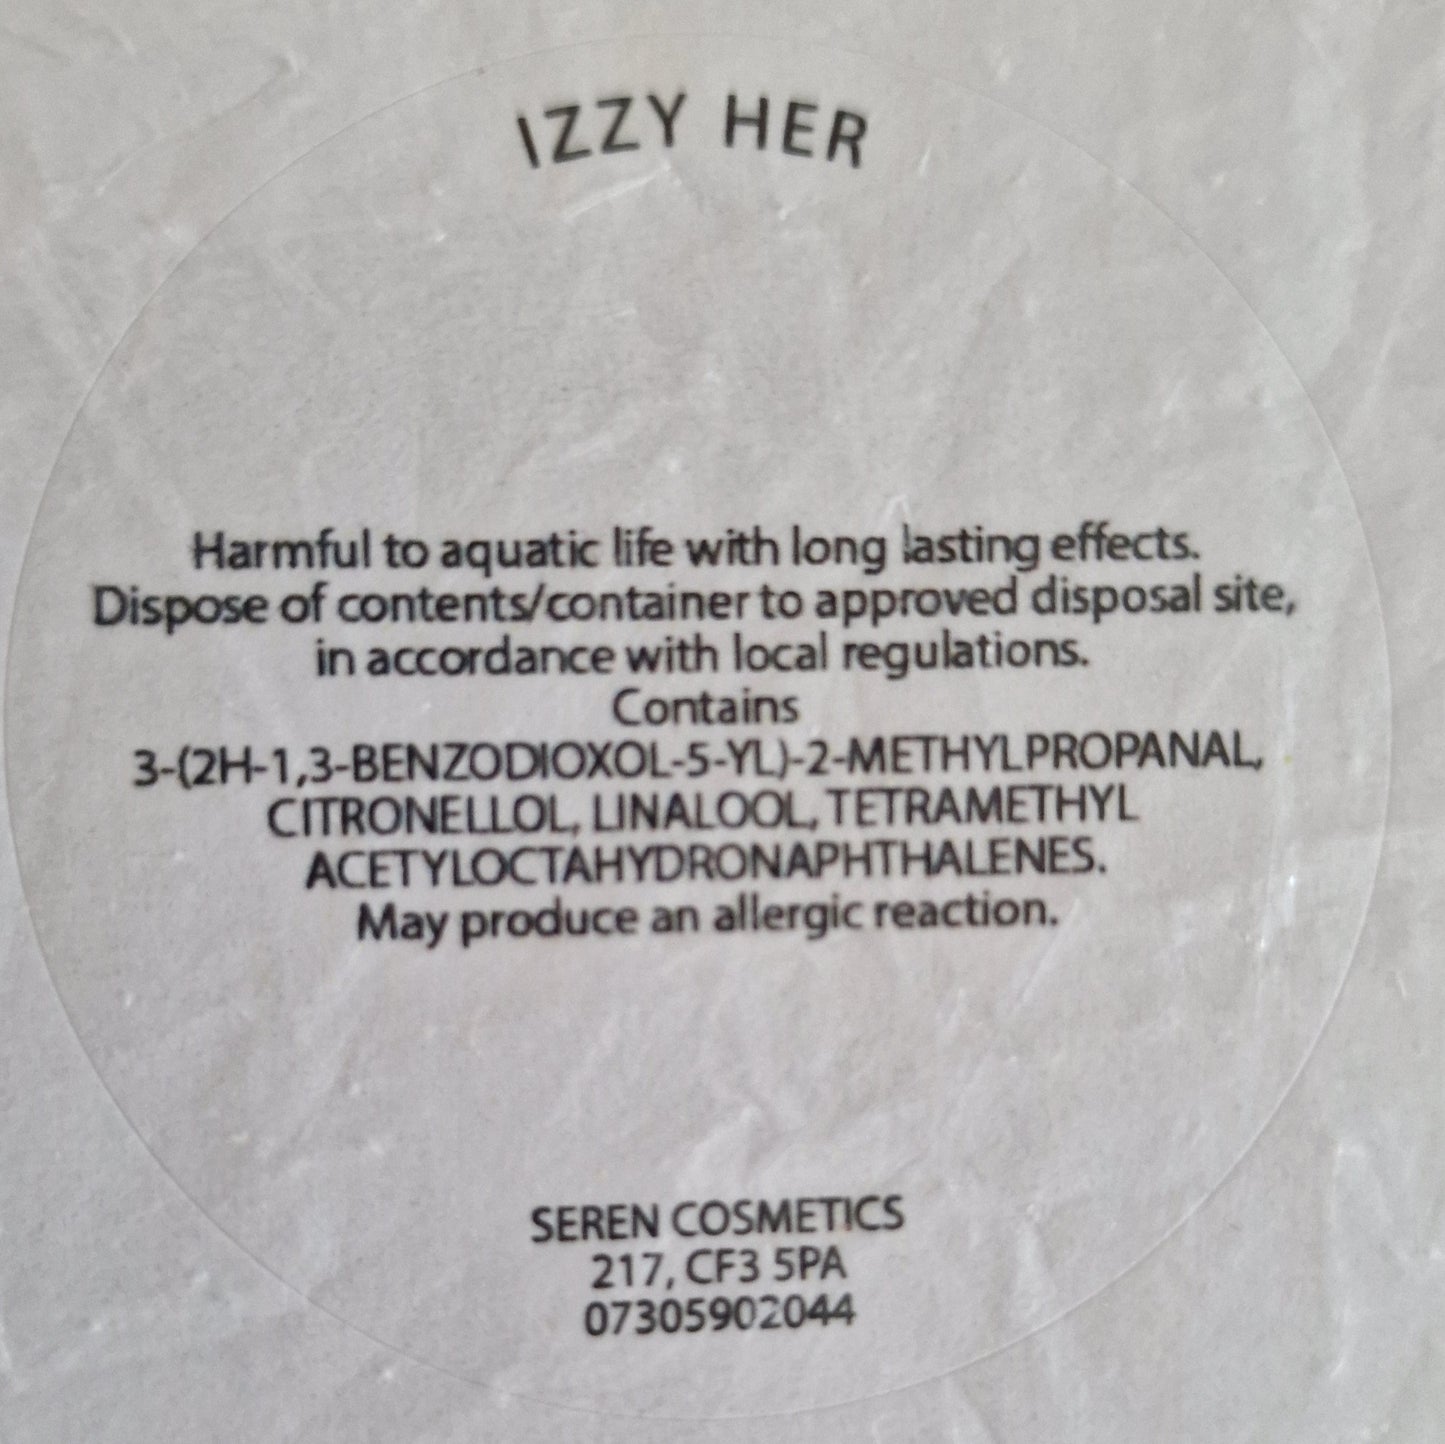 IZZY HER
Harmful to aquatic life with long lasting effects.
Dispose of contents/container to approved disposal site,
in accordance with local regulations.
Contains
3-(2H-1,3-BENZODIOXOL-5-YL)-2-METHYLPROPANAL,
CITRONELLOL, LINALOOL, TETRAMETHYL
ACETYLOCTAHYDRONAPHTHALENES.
May produce an allergic reaction.
SEREN COSMETICS
217, CF3 5PA
07305902044